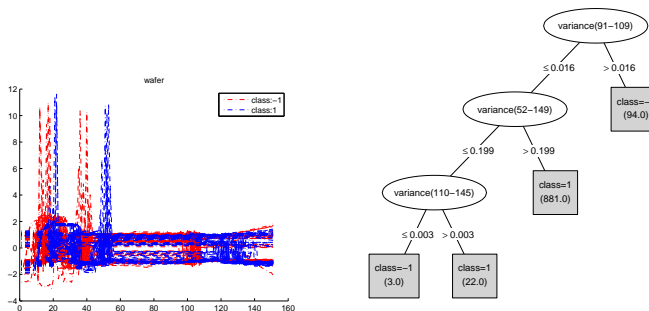 wafer
class:−1
class:1
12
10
8
6
4
2
0
−2
−4
0 20 40 60 80 100 120 140 160
variance(91−109)
≤ 0.016
> 0.016
variance(52−149)
class=−
(94.0)
≤ 0.199
> 0.199
variance(110−145)
class=1
(881.0)
≤ 0.003
> 0.003
class=−1
(3.0)
class=1
(22.0)